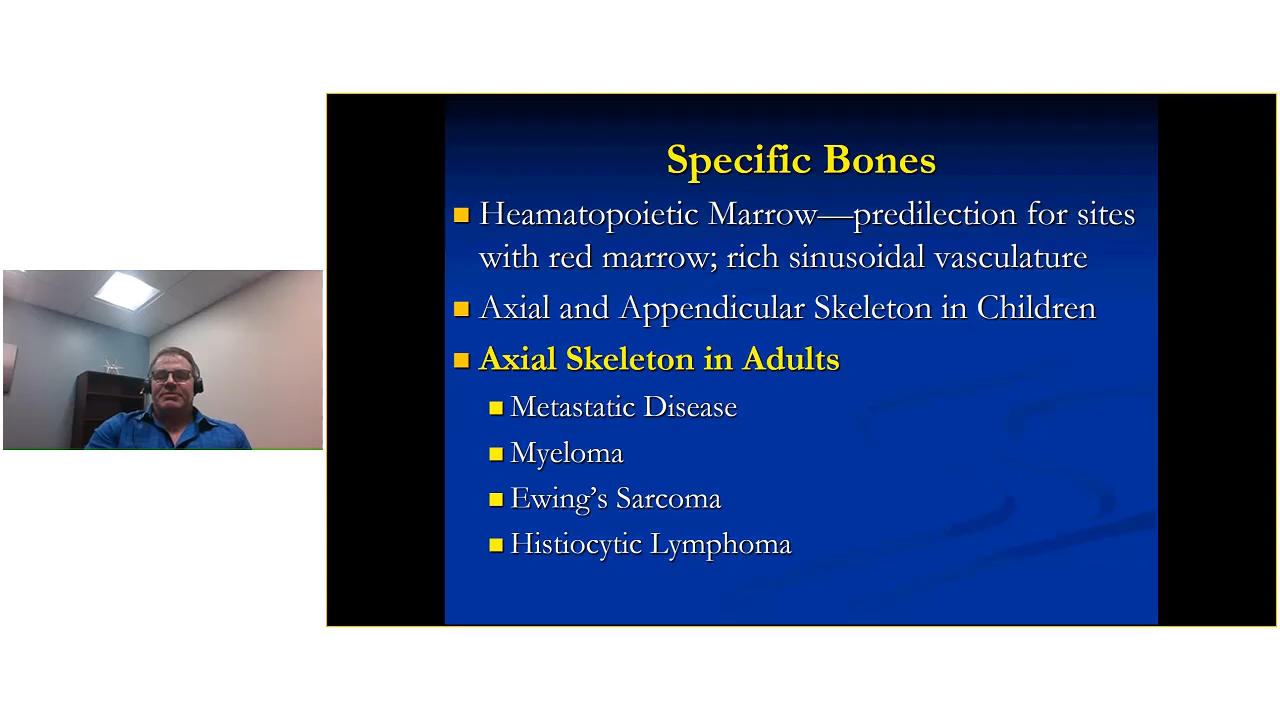 Specific Bones
Heamatopoietic Marrow—predilection for sites
with red marrow; rich sinusoidal vasculature
Axial and Appendicular Skeleton in Children
Axial Skeleton in Adults
Metastatic Disease
Myeloma
Ewing’s Sarcoma
Histiocytic Lymphoma